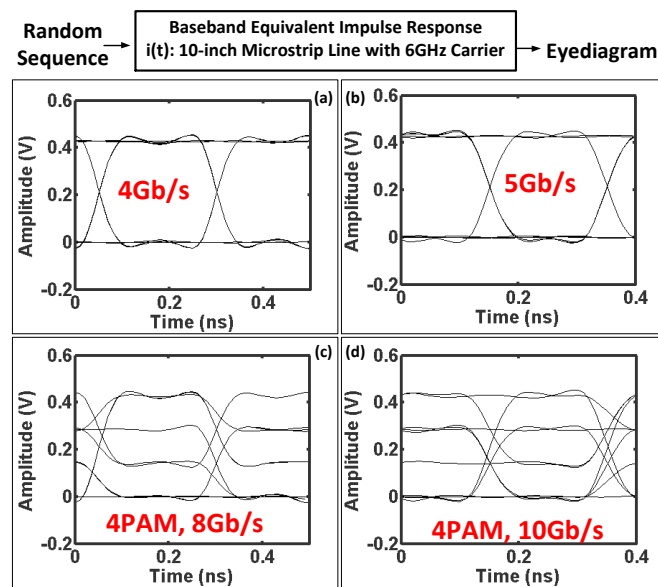 Random
Sequence
Baseband Equivalent Impulse Response
i(t): 10-inch Microstrip Line with 6GHz Carrier
Eyediagram
(a)
0.6
0.4
0.2
0
-0.2
Amplitude (V)
4Gb/s
0 0.2 0.4
Time (ns)
(b)
0.6
0.4
0.2
0
-0.2
Amplitude (V)
5Gb/s
0 0.2 0.4
Time (ns)
(c)
0.6
0.4
0.2
0
-0.2
Amplitude (V)
4PAM, 8Gb/s
0 0.2 0.4
Time (ns)
(d)
0.6
0.4
0.2
0
-0.2
Amplitude (V)
4PAM, 10Gb/s
0 0.2 0.4
Time (ns)